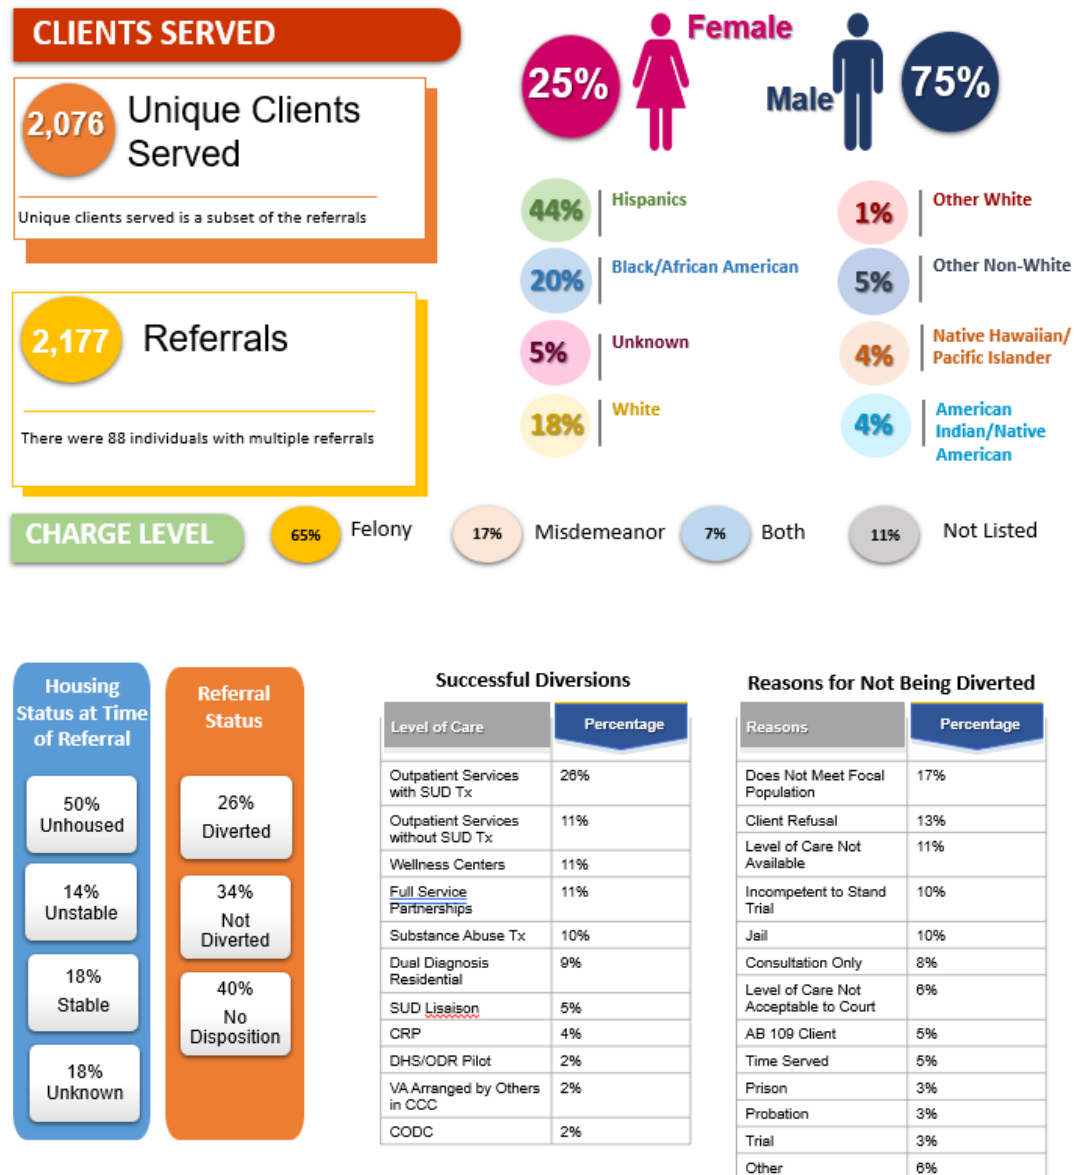 CLIENTS SERVED
2,076
Unique Clients
Served
Unique clients served is a subset of the referrals
2,177
Referrals
There were 88 individuals with multiple referrals
25%
Female
Male
75%
44%
Hispanics
20%
Black/African American
5%
Unknown
18%
White
1%
Other White
5%
Other Non-White
4%
Native Hawaiian/
Pacific Islander
4%
American
Indian/Native
American
CHARGE LEVEL
65%
Felony
17%
Misdemeanor
7%
Both
11%
Not Listed
Housing
Status at Time
of Referral
50%
Unhoused
14%
Unstable
18%
Stable
18%
Unknown
Referral
Status
26%
Diverted
34%
Not
Diverted
40%
No
Disposition
Successful Diversions
Level of Care Percentage
Outpatient Services 26%
with SUD Tx
Outpatient Services 11%
without SUD Tx
Wellness Centers 11%
Full Service 11%
Partnerships
Substance Abuse Tx 10%
Dual Diagnosis 9%
Residential
SUD Lisaison 5%
CRP 4%
DHS/ODR Pilot 2%
VA Arranged by Others 2%
in CCC
CODC 2%
Reasons for Not Being Diverted
Reasons Percentage
Does Not Meet Focal 17%
Population
Client Refusal 13%
Level of Care Not 11%
Available
Incompetent to Stand 10%
Trial
Jail 10%
Consultation Only 8%
Level of Care Not 6%
Acceptable to Court
AB 109 Client 5%
Time Served 5%
Prison 3%
Probation 3%
Trial 3%
Other 6%